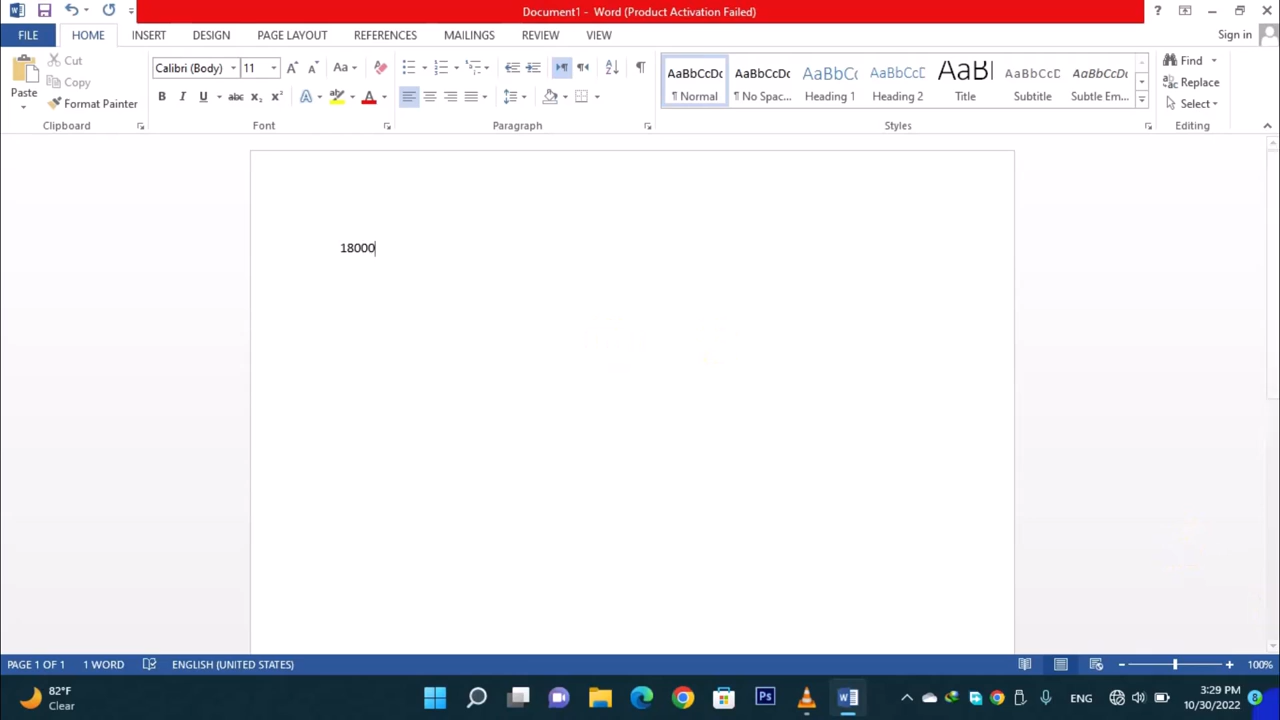 Document1 - Word (Product Activation Failed)
Sign in
FILE HOME INSERT DESIGN PAGE LAYOUT REFERENCES MAILINGS REVIEW VIEW
Paste
Cut
Copy
Format Painter
Clipboard
Calibri (Body) 11
Font
Paragraph
AaBbCcDc AaBbCcDc AaBbCc AaBbCcD AaBl AaBbCcD AaBbCcDc
¶ Normal ¶ No Spac... Heading 1 Heading 2 Title Subtitle Subtle Em...
Styles
Find
Replace
Select
Editing
18000
PAGE 1 OF 1 1 WORD ENGLISH (UNITED STATES) 100%
82°F
Clear
Ps
ENG
3:29 PM
10/30/2022
8